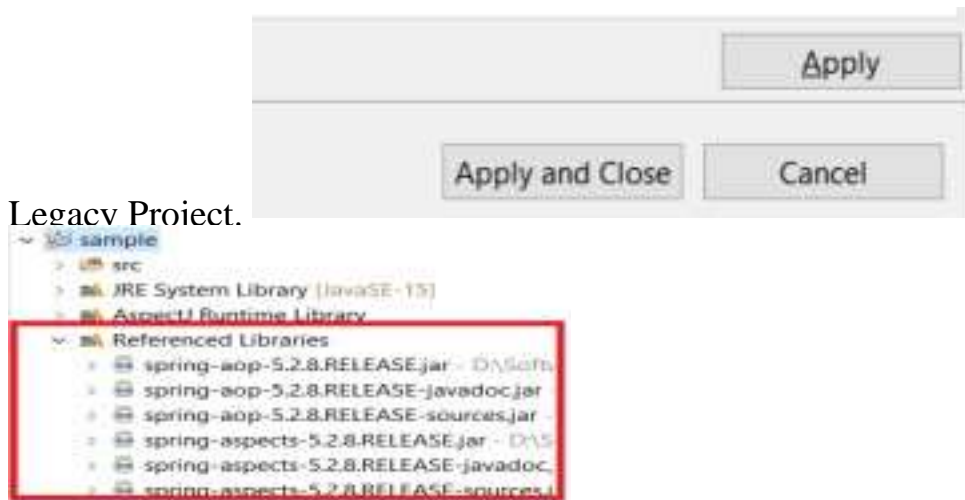 Apply
Apply and Close Cancel
Legacy Project.
sample
src
JRE System Library [JavaSE-15]
AspectJ Runtime Library
Referenced Libraries
spring-aop-5.2.8.RELEASE.jar - D:\Softw
spring-aop-5.2.8.RELEASE-javadoc.jar
spring-aop-5.2.8.RELEASE-sources.jar -
spring-aspects-5.2.8.RELEASE.jar - D:\S
spring-aspects-5.2.8.RELEASE-javadoc.
spring-aspects-5.2.8.RELEASE-sources.j